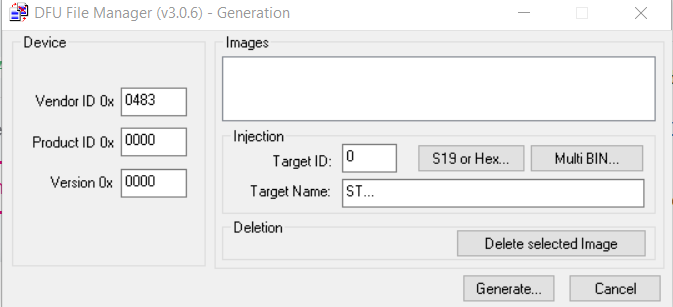 DFU File Manager (v3.0.6) - Generation
Device
Images
Vendor ID 0x 0483
Product ID 0x 0000
Version 0x 0000
Injection
Target ID: 0 S19 or Hex... Multi BIN...
Target Name: ST...
Deletion
Delete selected Image
Generate... Cancel